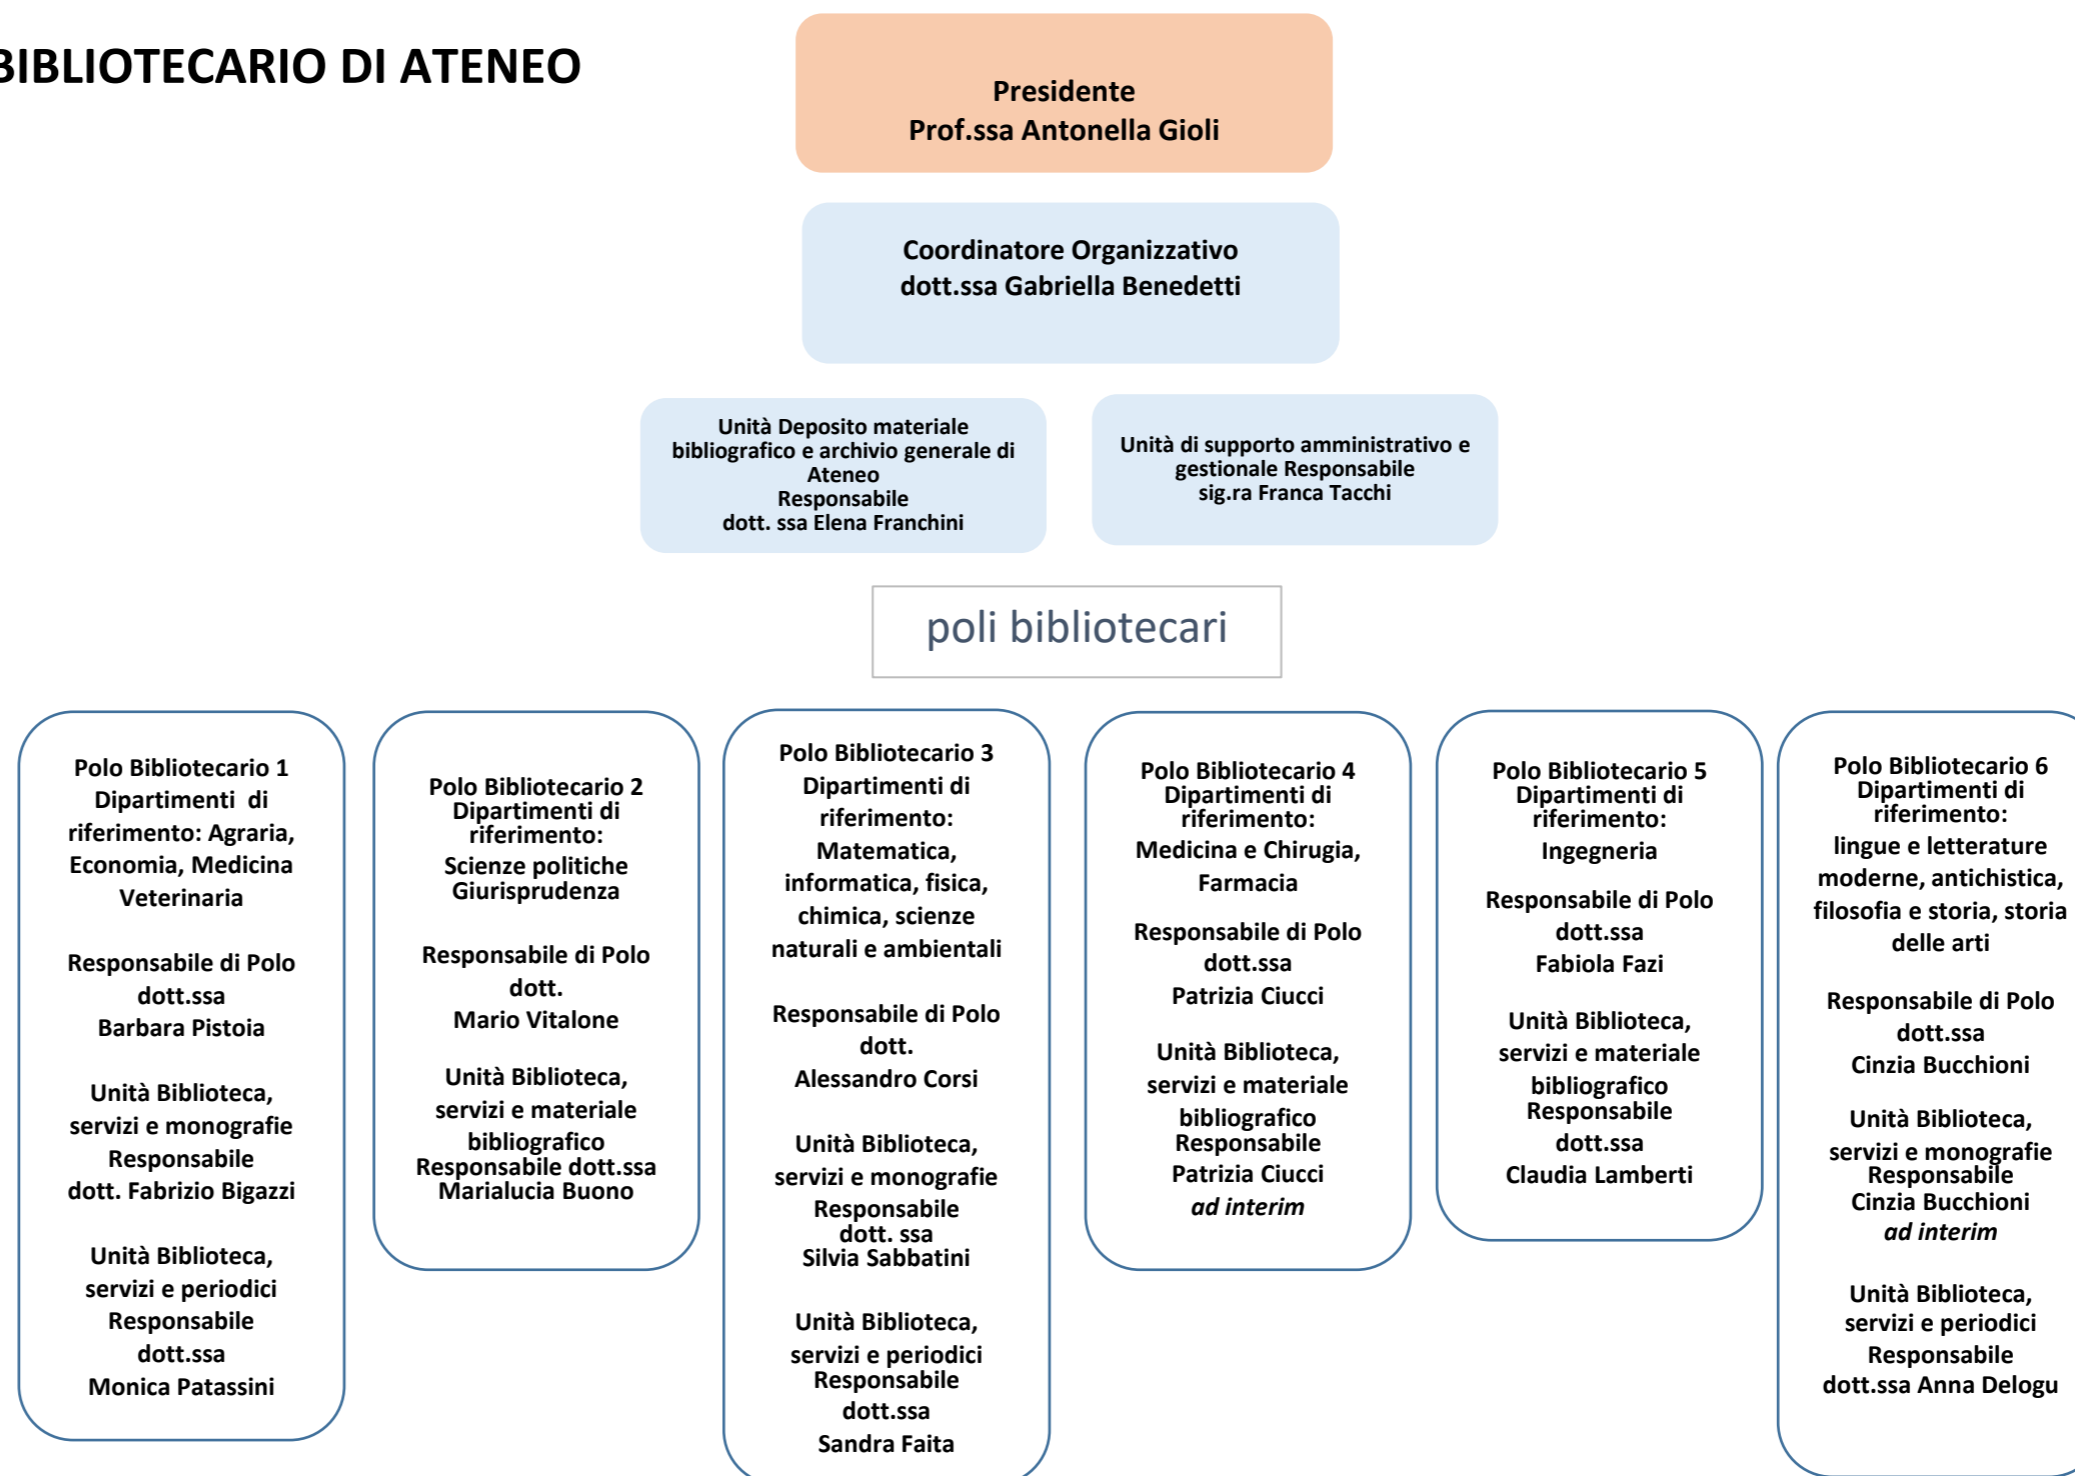 BIBLIOTECARIO DI ATENEO
Presidente
Prof.ssa Antonella Gioli
Coordinatore Organizzativo
dott.ssa Gabriella Benedetti
Unità Deposito materiale
bibliografico e archivio generale di
Ateneo
Responsabile
dott. ssa Elena Franchini
Unità di supporto amministrativo e
gestionale Responsabile
sig.ra Franca Tacchi
poli bibliotecari
Polo Bibliotecario 1
Dipartimenti di
riferimento: Agraria,
Economia, Medicina
Veterinaria
Responsabile di Polo
dott.ssa
Barbara Pistoia
Unità Biblioteca,
servizi e monografie
Responsabile
dott. Fabrizio Bigazzi
Unità Biblioteca,
servizi e periodici
Responsabile
dott.ssa
Monica Patassini
Polo Bibliotecario 2
Dipartimenti di
riferimento:
Scienze politiche
Giurisprudenza
Responsabile di Polo
dott.
Mario Vitalone
Unità Biblioteca,
servizi e materiale
bibliografico
Responsabile dott.ssa
Marialucia Buono
Polo Bibliotecario 3
Dipartimenti di
riferimento:
Matematica,
informatica, fisica,
chimica, scienze
naturali e ambientali
Responsabile di Polo
dott.
Alessandro Corsi
Unità Biblioteca,
servizi e monografie
Responsabile
dott. ssa
Silvia Sabbatini
Unità Biblioteca,
servizi e periodici
Responsabile
dott.ssa
Sandra Faita
Polo Bibliotecario 4
Dipartimenti di
riferimento:
Medicina e Chirugia,
Farmacia
Responsabile di Polo
dott.ssa
Patrizia Ciucci
Unità Biblioteca,
servizi e materiale
bibliografico
Responsabile
Patrizia Ciucci
ad interim
Polo Bibliotecario 5
Dipartimenti di
riferimento:
Ingegneria
Responsabile di Polo
dott.ssa
Fabiola Fazi
Unità Biblioteca,
servizi e materiale
bibliografico
Responsabile
dott.ssa
Claudia Lamberti
Polo Bibliotecario 6
Dipartimenti di
riferimento:
lingue e letterature
moderne, antichistica,
filosofia e storia, storia
delle arti
Responsabile di Polo
dott.ssa
Cinzia Bucchioni
Unità Biblioteca,
servizi e monografie
Responsabile
Cinzia Bucchioni
ad interim
Unità Biblioteca,
servizi e periodici
Responsabile
dott.ssa Anna Delogu